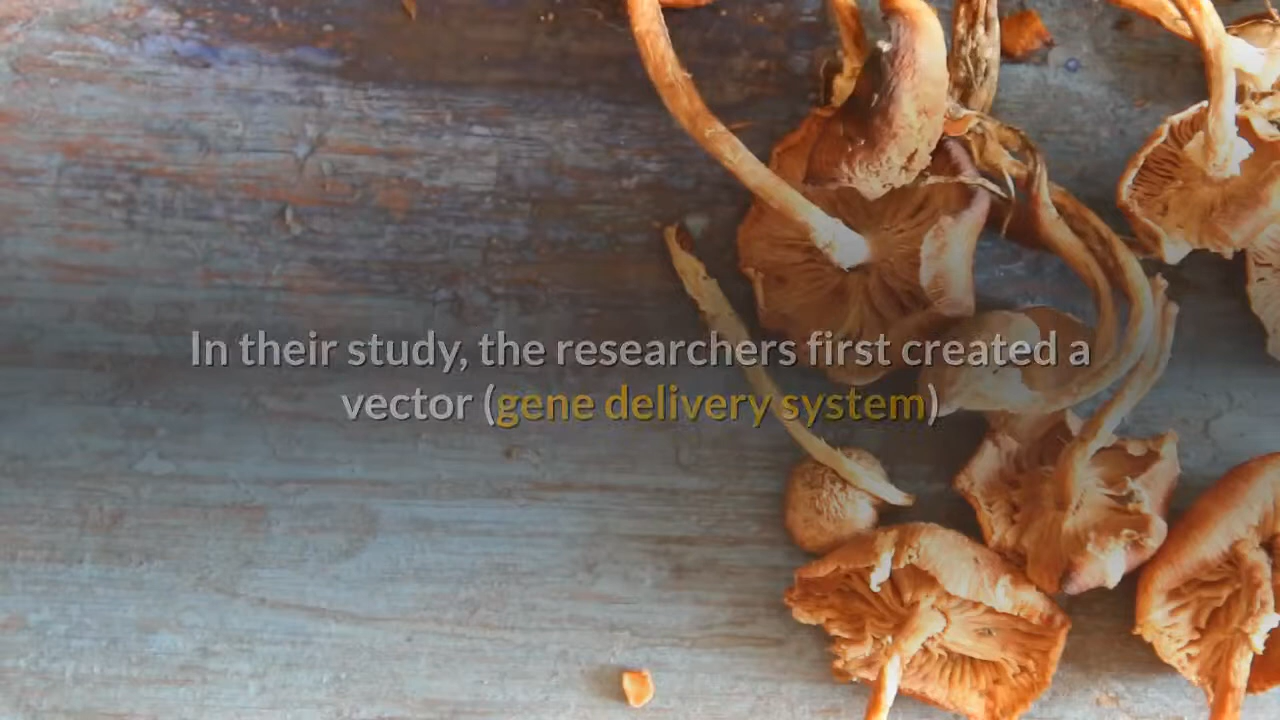 In their study, the researchers first created a
vector (gene delivery system)